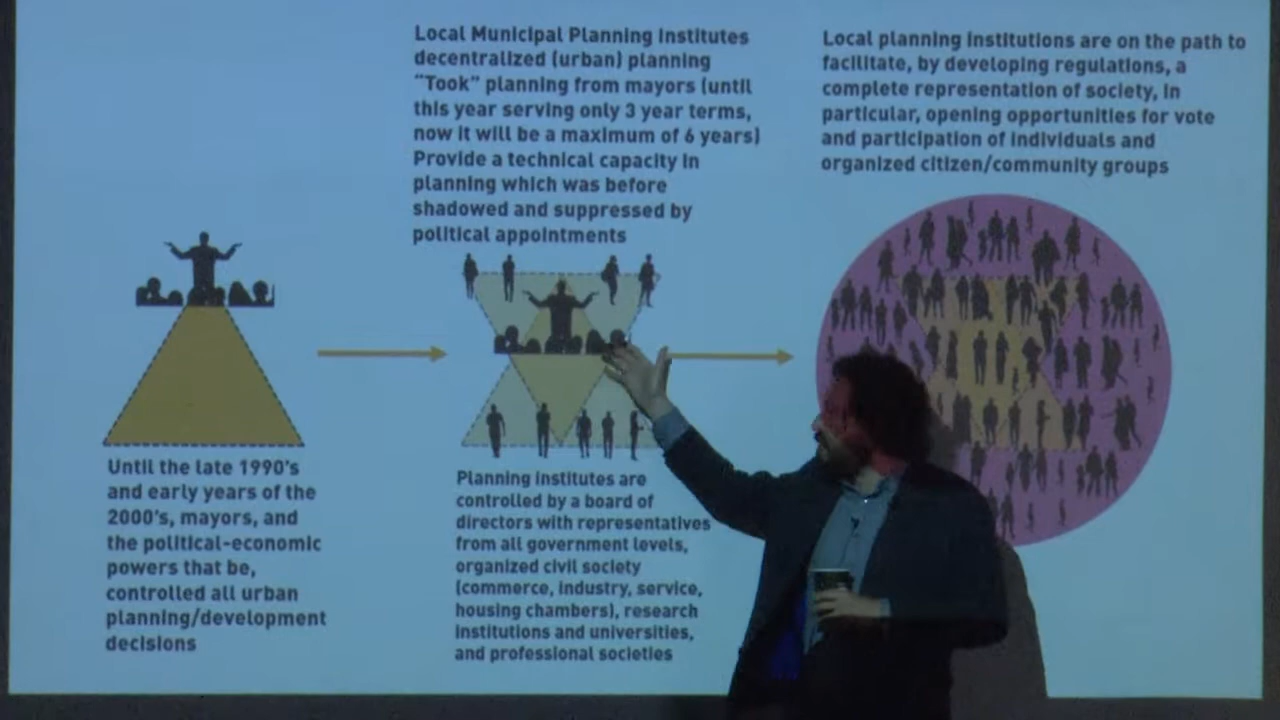 Local Municipal Planning Institutes
decentralized (urban) planning
"Took" planning from mayors (until
this year serving only 3 year terms,
now it will be a maximum of 6 years)
Provide a technical capacity in
planning which was before
shadowed and suppressed by
political appointments
Local planning institutions are on the path to
facilitate, by developing regulations, a
complete representation of society, in
particular, opening opportunities for vote
and participation of individuals and
organized citizen/community groups
Until the late 1990's
and early years of the
2000's, mayors, and
the political-economic
powers that be,
controlled all urban
planning/development
decisions
Planning institutes are
controlled by a board of
directors with representatives
from all government levels,
organized civil society
(commerce, industry, service,
housing chambers), research
institutions and universities,
and professional societies